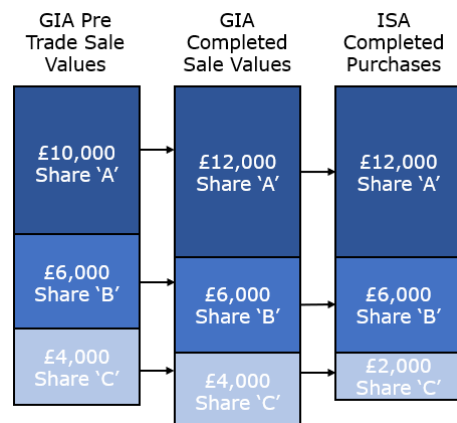 GIA Pre
Trade Sale
Values
GIA
Completed
Sale Values
ISA
Completed
Purchases
£10,000
Share ‘A’
£12,000
Share ‘A’
£12,000
Share ‘A’
£6,000
Share ‘B’
£6,000
Share ‘B’
£6,000
Share ‘B’
£4,000
Share ‘C’
£4,000
Share ‘C’
£2,000
Share ‘C’